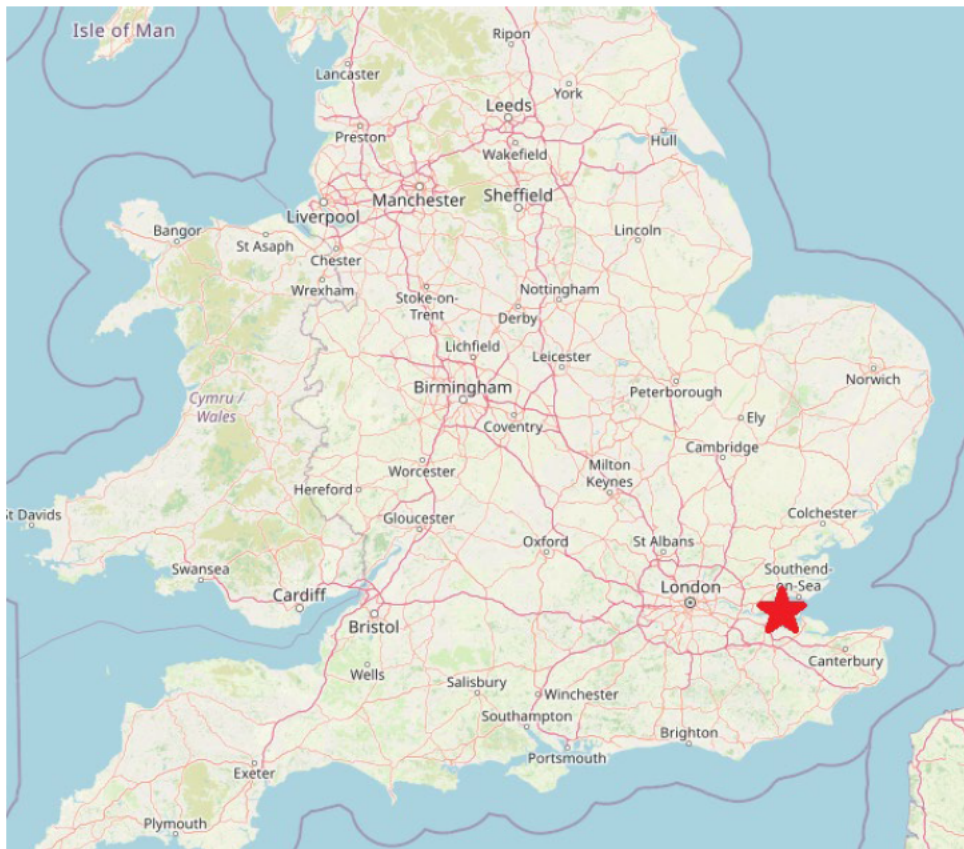 Isle of Man
Ripon
Lancaster
York
Leeds
Preston
Hull
Wakefield
Manchester
Sheffield
Liverpool
Bangor
St Asaph
Lincoln
Chester
Wrexham
Stoke-on-
Trent
Nottingham
Derby
Lichfield
Leicester
Norwich
Birmingham
Peterborough
Cymru /
Wales
Ely
Coventry
Cambridge
Worcester
Milton
Keynes
Hereford
St Davids
Gloucester
Colchester
Oxford
St Albans
Swansea
Southend-
on-Sea
London
Cardiff
Bristol
Canterbury
Wells
Salisbury
Winchester
Southampton
Brighton
Portsmouth
Exeter
Plymouth